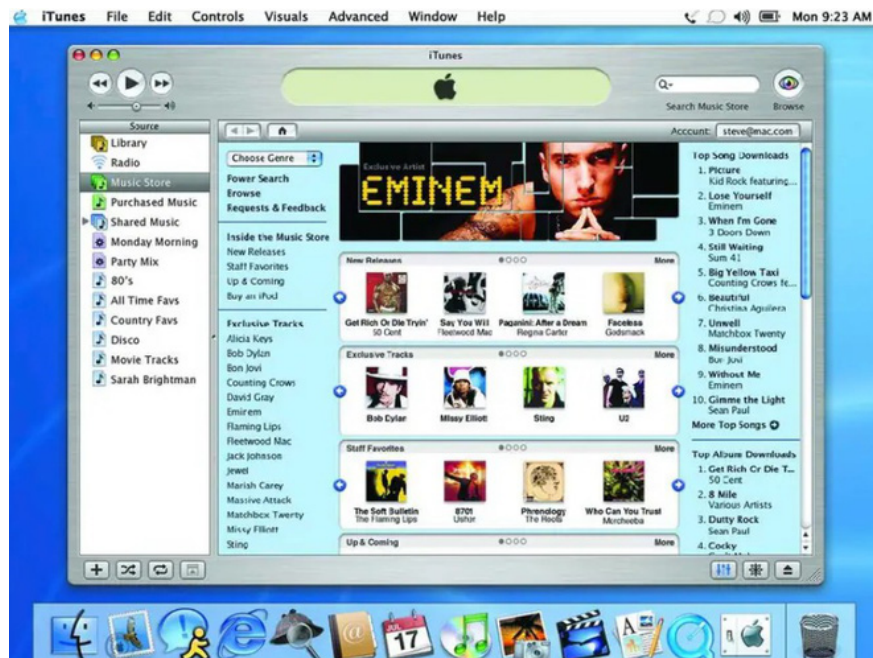 iTunes File Edit Controls Visuals Advanced Window Help Mon 9:23 AM
iTunes
Search Music Store
Browse
Source
Library
Radio
Music Store
Purchased Music
Shared Music
Monday Morning
Party Mix
80's
All Time Favs
Country Favs
Disco
Movie Tracks
Sarah Brightman
Account: steve@mac.com
Choose Genre
Power Search
Browse
Requests & Feedback
Inside the Music Store
New Releases
Staff Favorites
Up & Coming
Buy an iPod
Exclusive Tracks
Alicia Keys
Bob Dylan
Bon Jovi
Counting Crows
David Gray
Eminem
Flaming Lips
Fleetwood Mac
Jack Johnson
Jewel
Mariah Carey
Massive Attack
Matchbox Twenty
Missy Elliott
Sting
Exclusive Artist
EMINEM
New Releases More
Get Rich Or Die Tryin'
50 Cent
Say You Will
Fleetwood Mac
Paganini: After a Dream
Regina Carter
Faceless
Godsmack
Exclusive Tracks More
Bob Dylan
Missy Elliott
Sting
U2
Staff Favorites More
The Soft Bulletin
The Flaming Lips
8701
Usher
Phrenology
The Roots
Who Can You Trust
Morcheeba
Up & Coming More
Top Song Downloads
1. Picture
Kid Rock featuring...
2. Lose Yourself
Eminem
3. When I'm Gone
3 Doors Down
4. Still Waiting
Sum 41
5. Big Yellow Taxi
Counting Crows fe...
6. Beautiful
Christina Aguilera
7. Unwell
Matchbox Twenty
8. Misunderstood
Bon Jovi
9. Without Me
Eminem
10. Gimme the Light
Sean Paul
More Top Songs
Top Album Downloads
1. Get Rich Or Die T...
50 Cent
2. 8 Mile
Various Artists
3. Dutty Rock
Sean Paul
4. Cocky
JUL
17